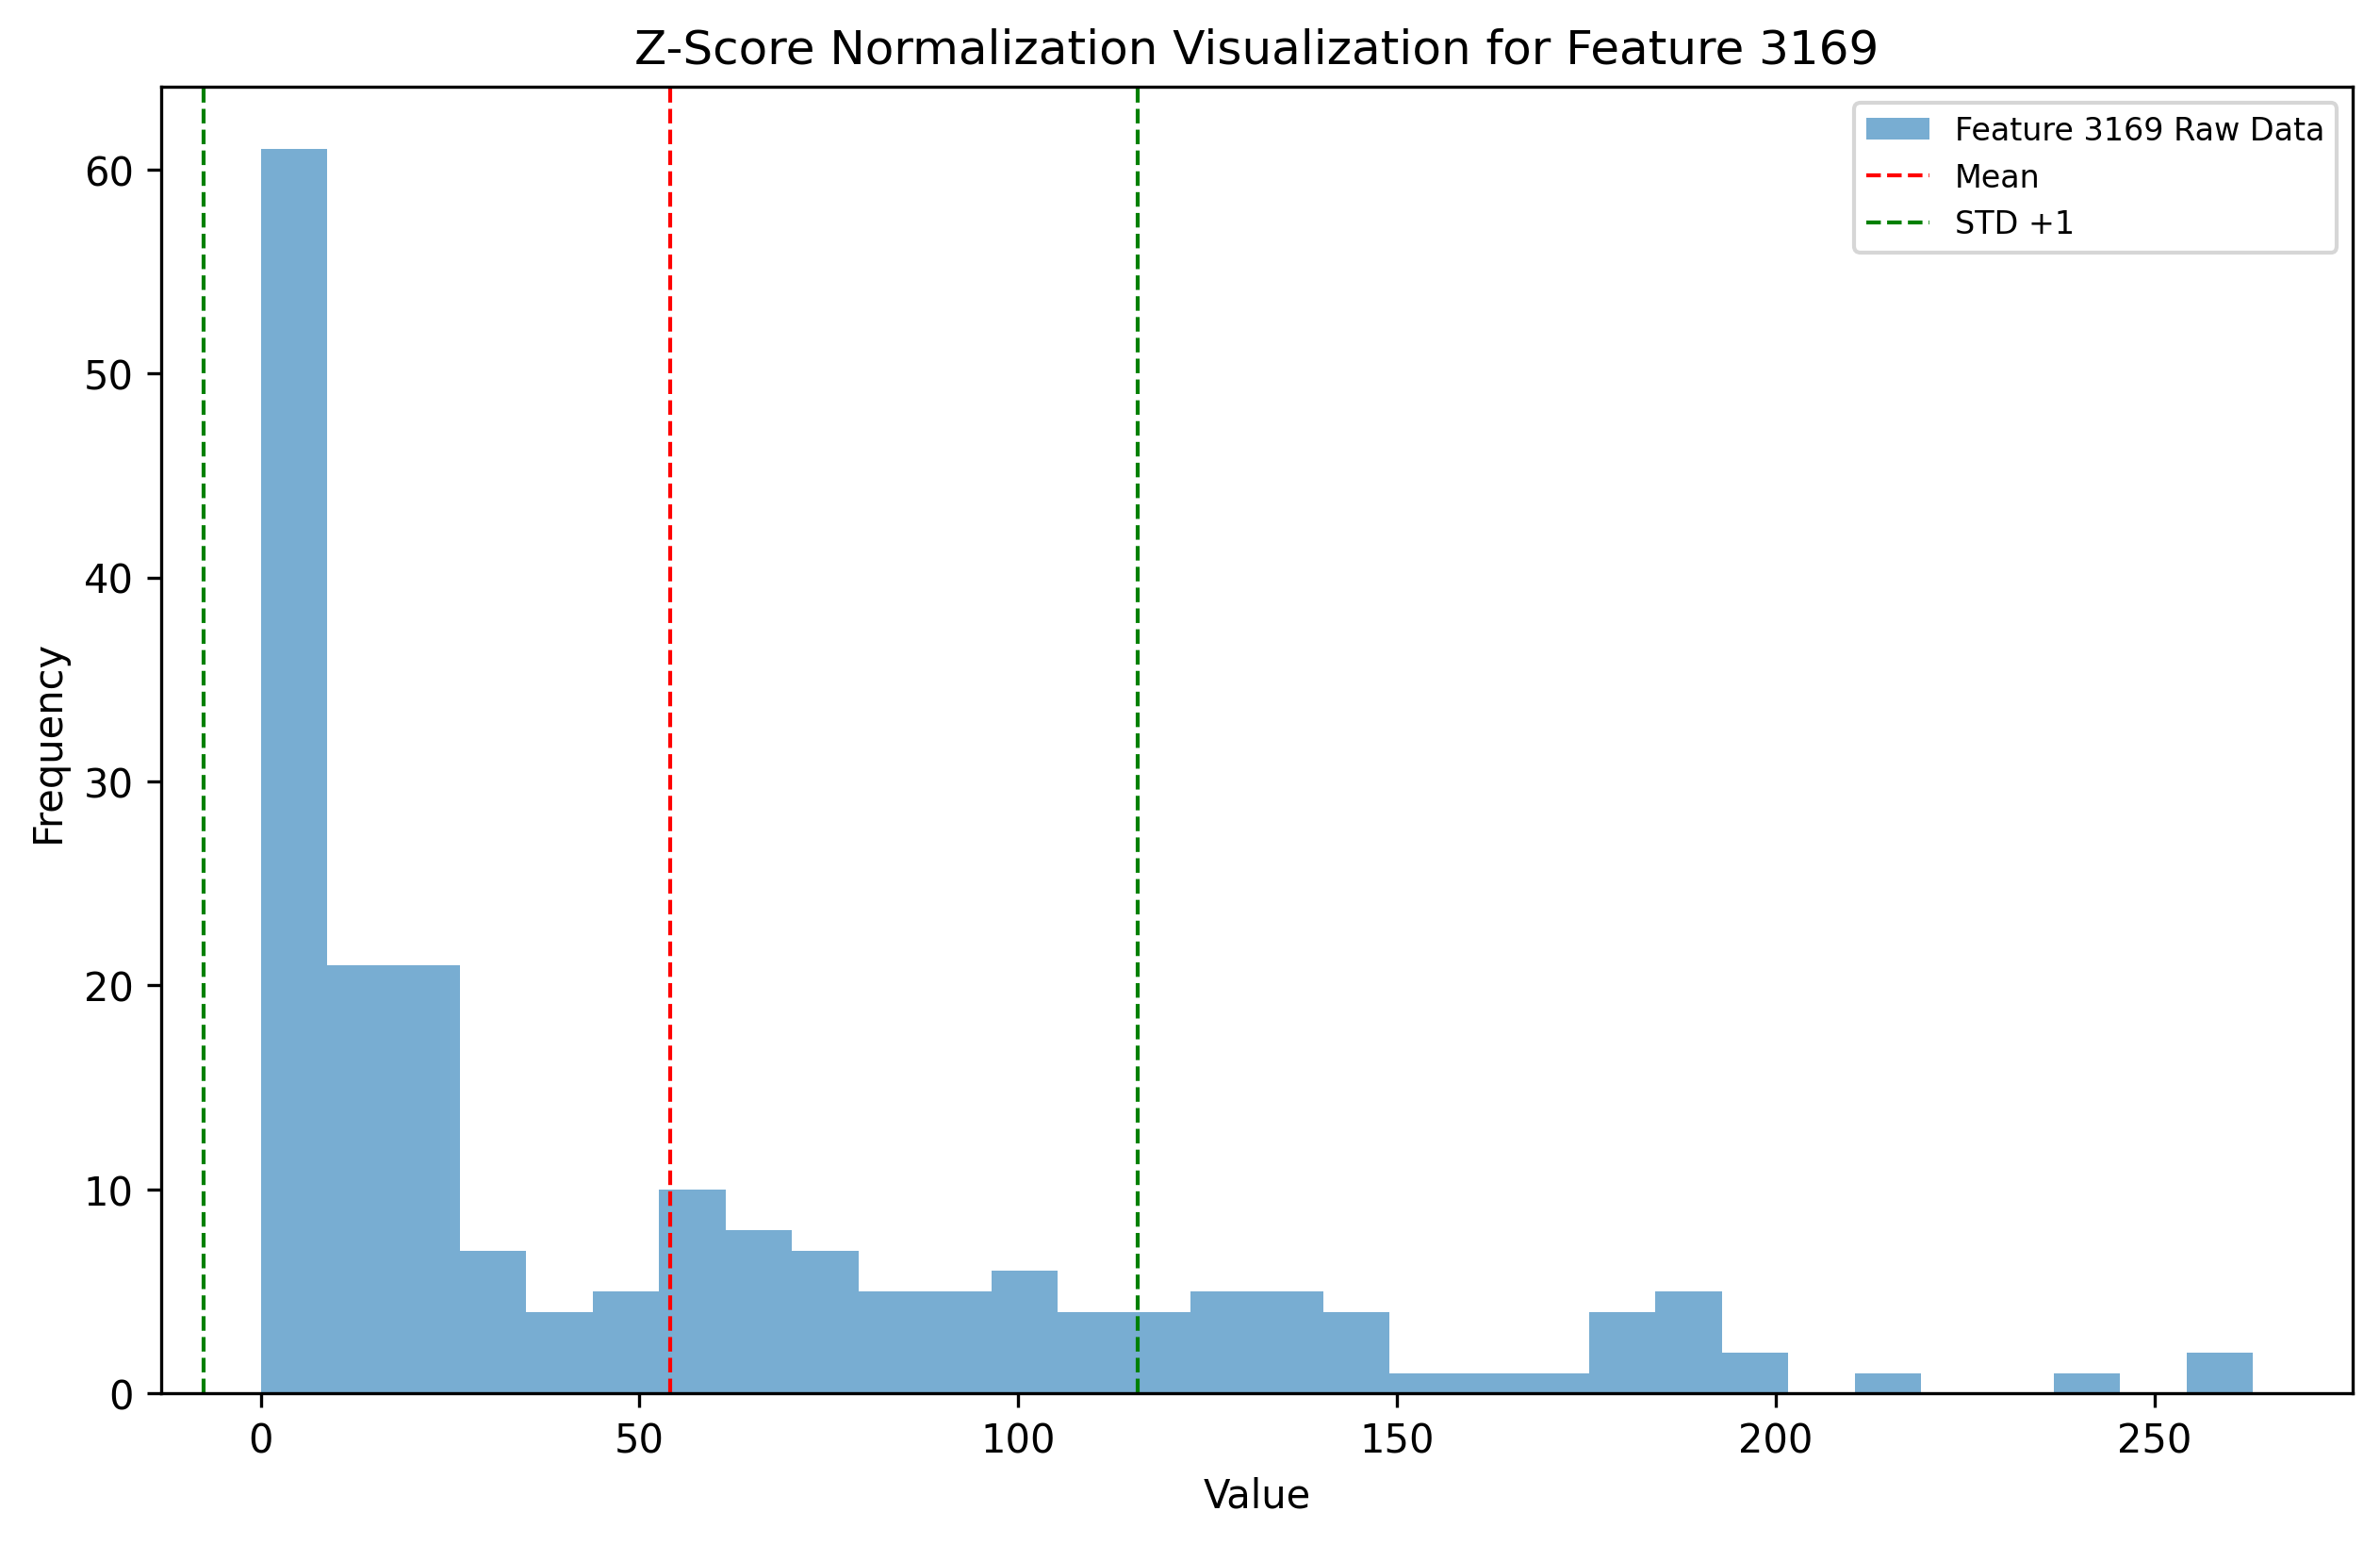 Z-Score Normalization Visualization for Feature 3169
Feature 3169 Raw Data
Mean
STD +1
60
50
40
30
20
10
0
Frequency
0 50 100 150 200 250
Value